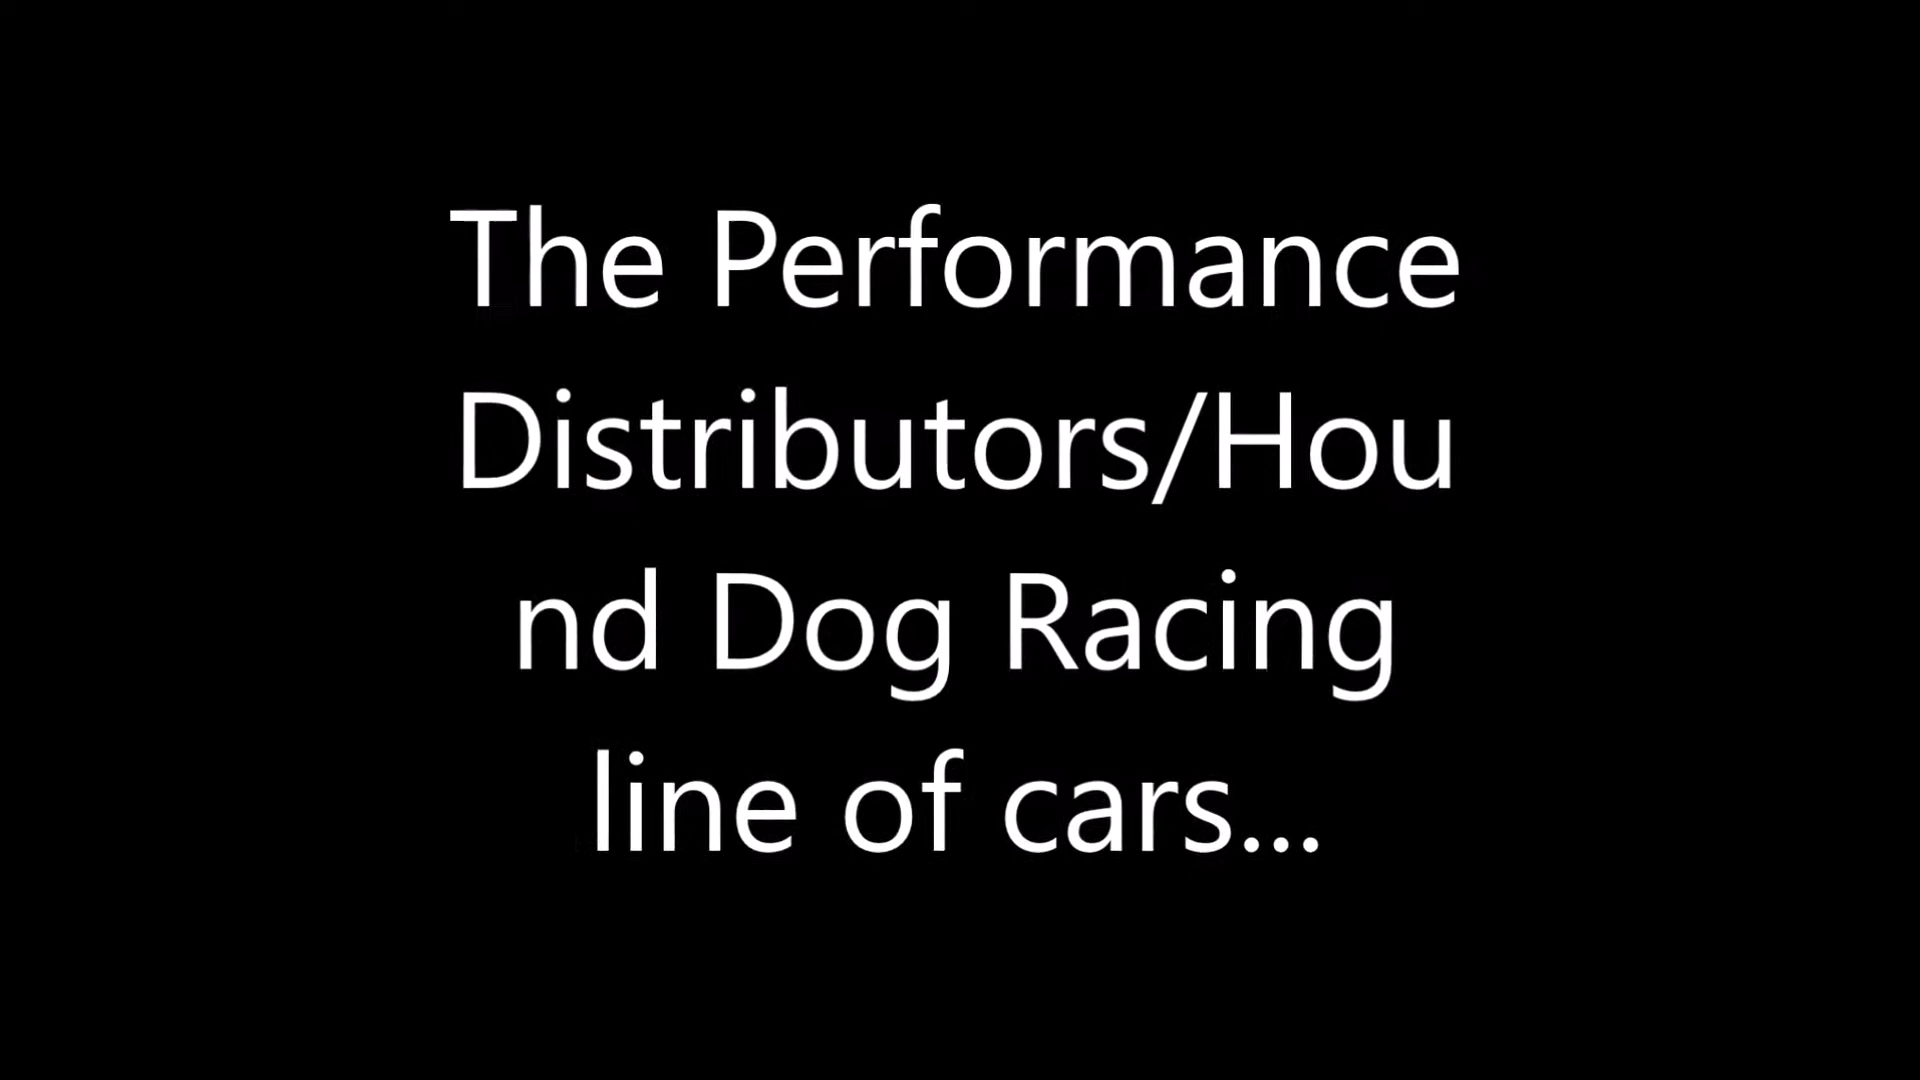 The Performance
Distributors/Hou
nd Dog Racing
line of cars...